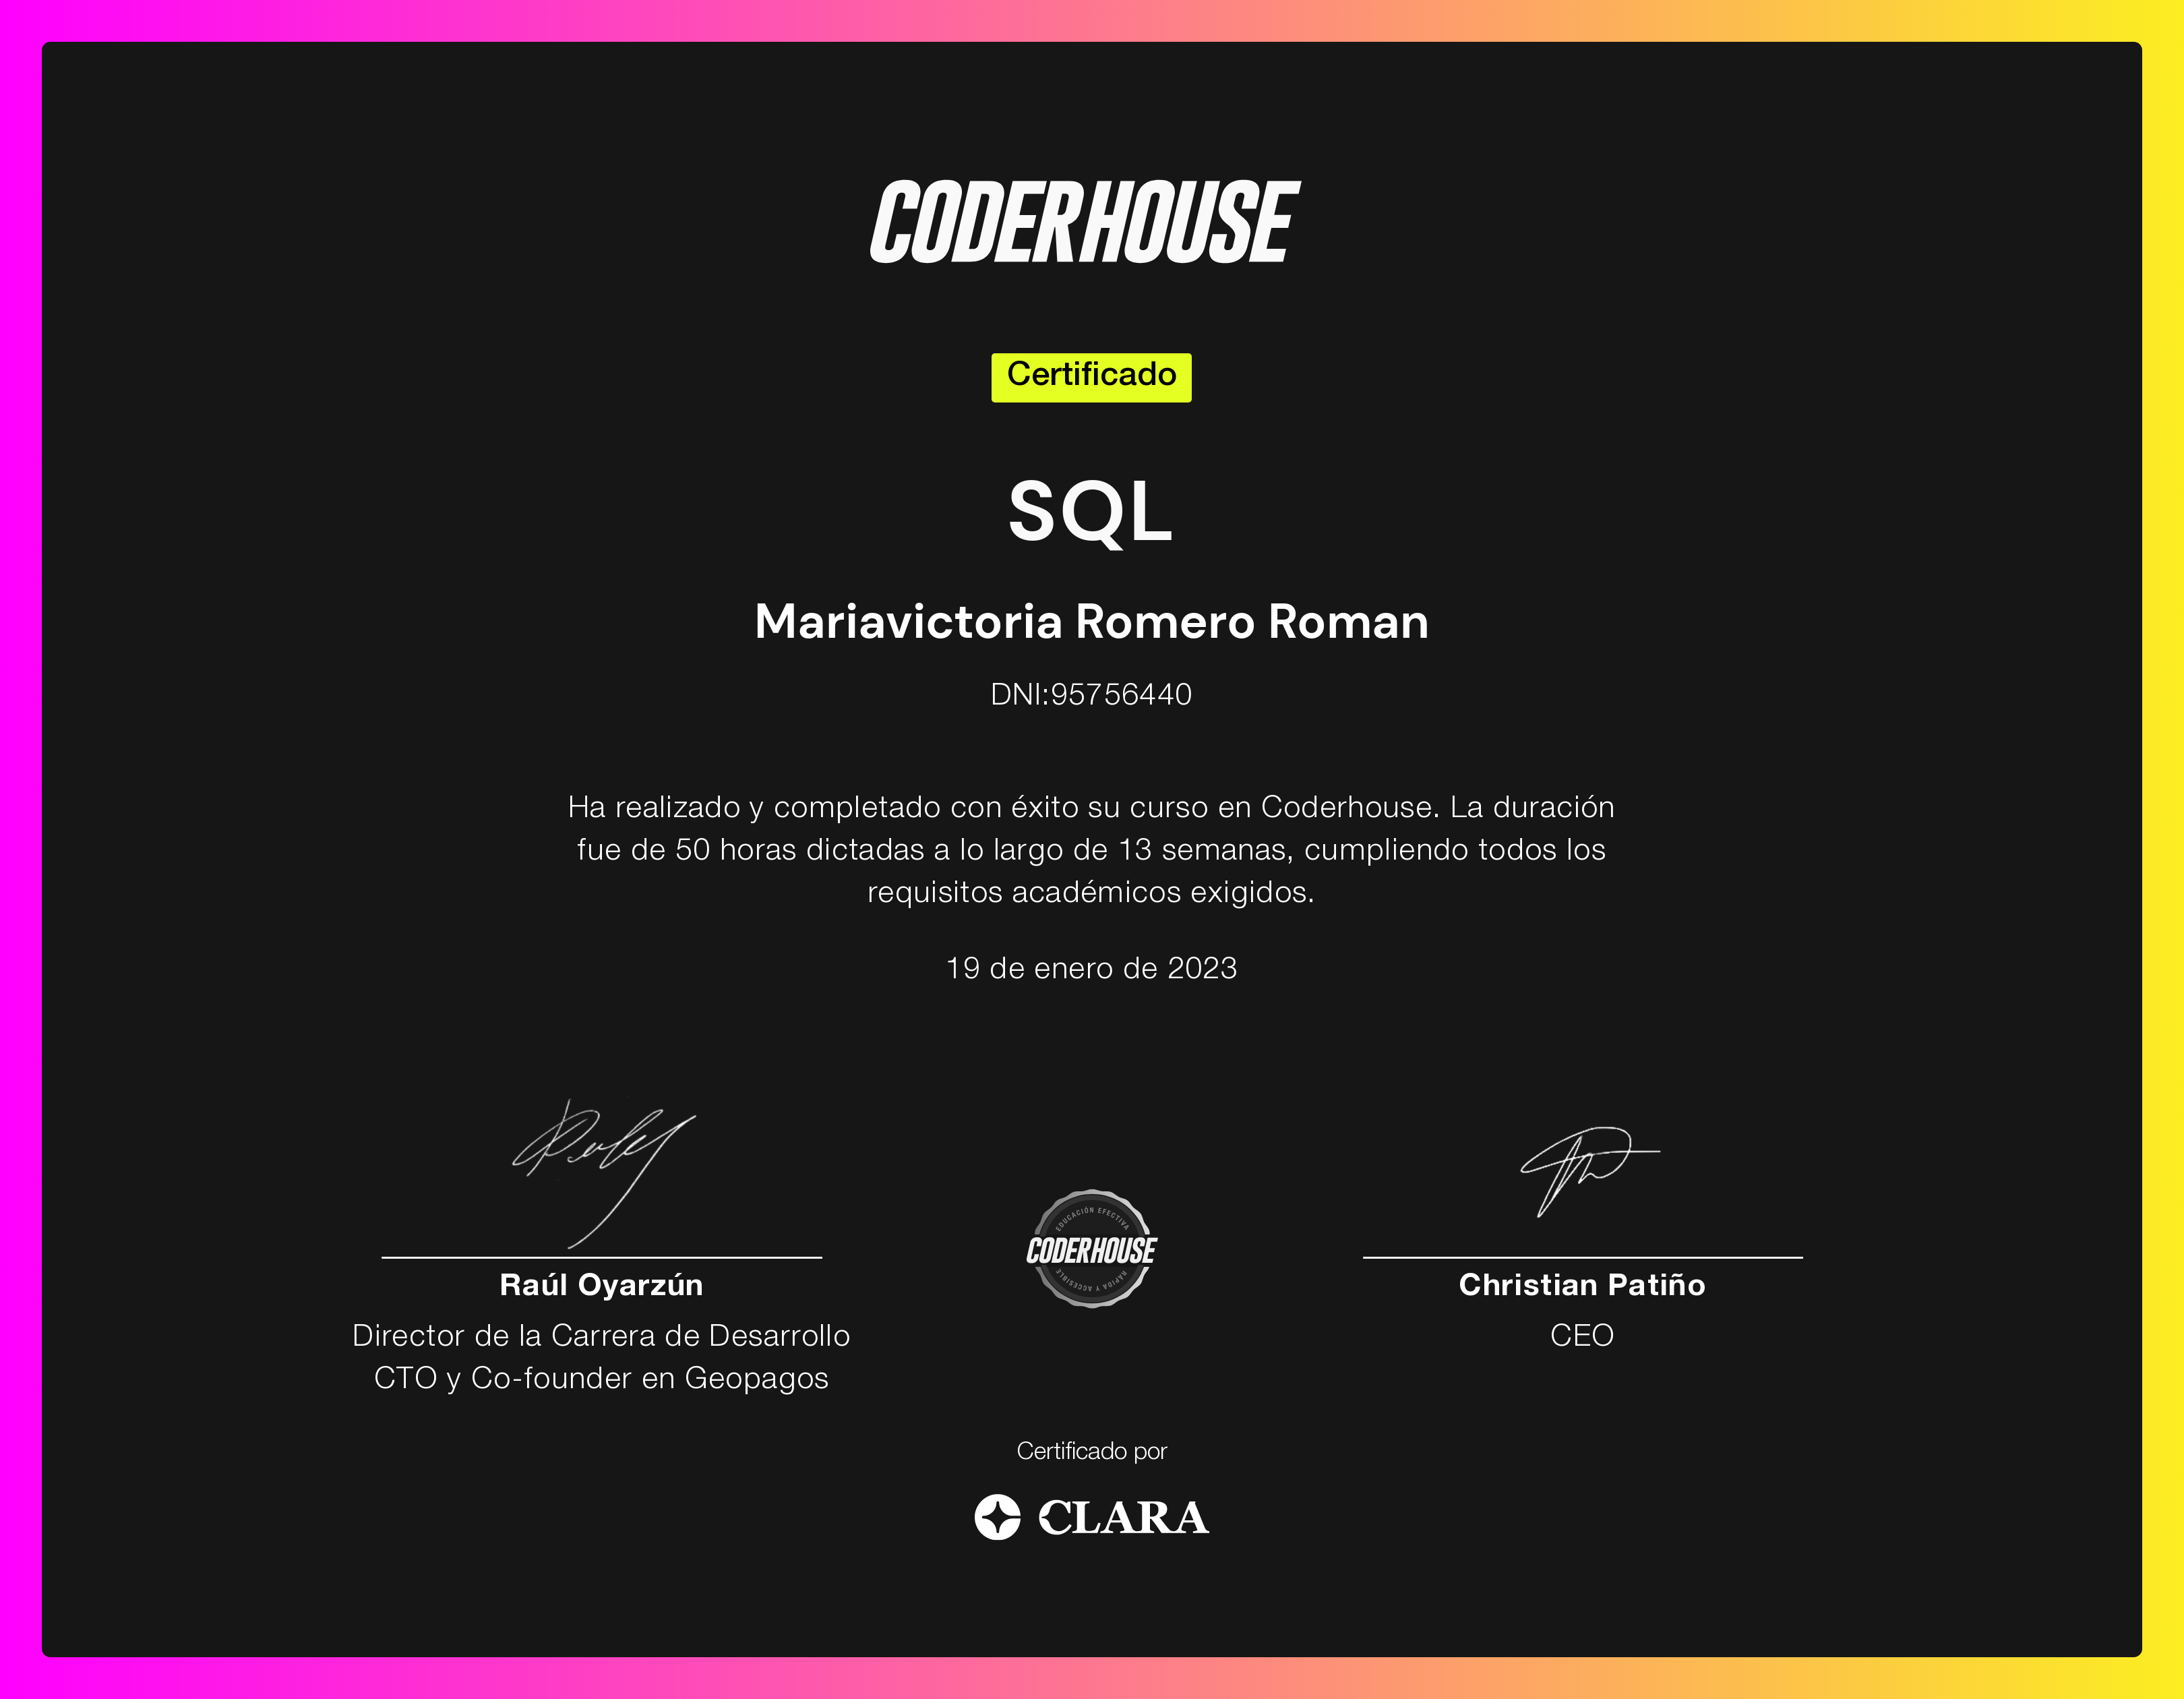 CODERHOUSE
Certificado
SQL
Mariavictoria Romero Roman
DNI:95756440
Ha realizado y completado con éxito su curso en Coderhouse. La duración
fue de 50 horas dictadas a lo largo de 13 semanas, cumpliendo todos los
requisitos académicos exigidos.
19 de enero de 2023
EDUCACIÓN EFECTIVA
CODERHOUSE
RÁPIDA Y ACCESIBLE
Raúl Oyarzún
Director de la Carrera de Desarrollo
CTO y Co-founder en Geopagos
Christian Patiño
CEO
Certificado por
CLARA